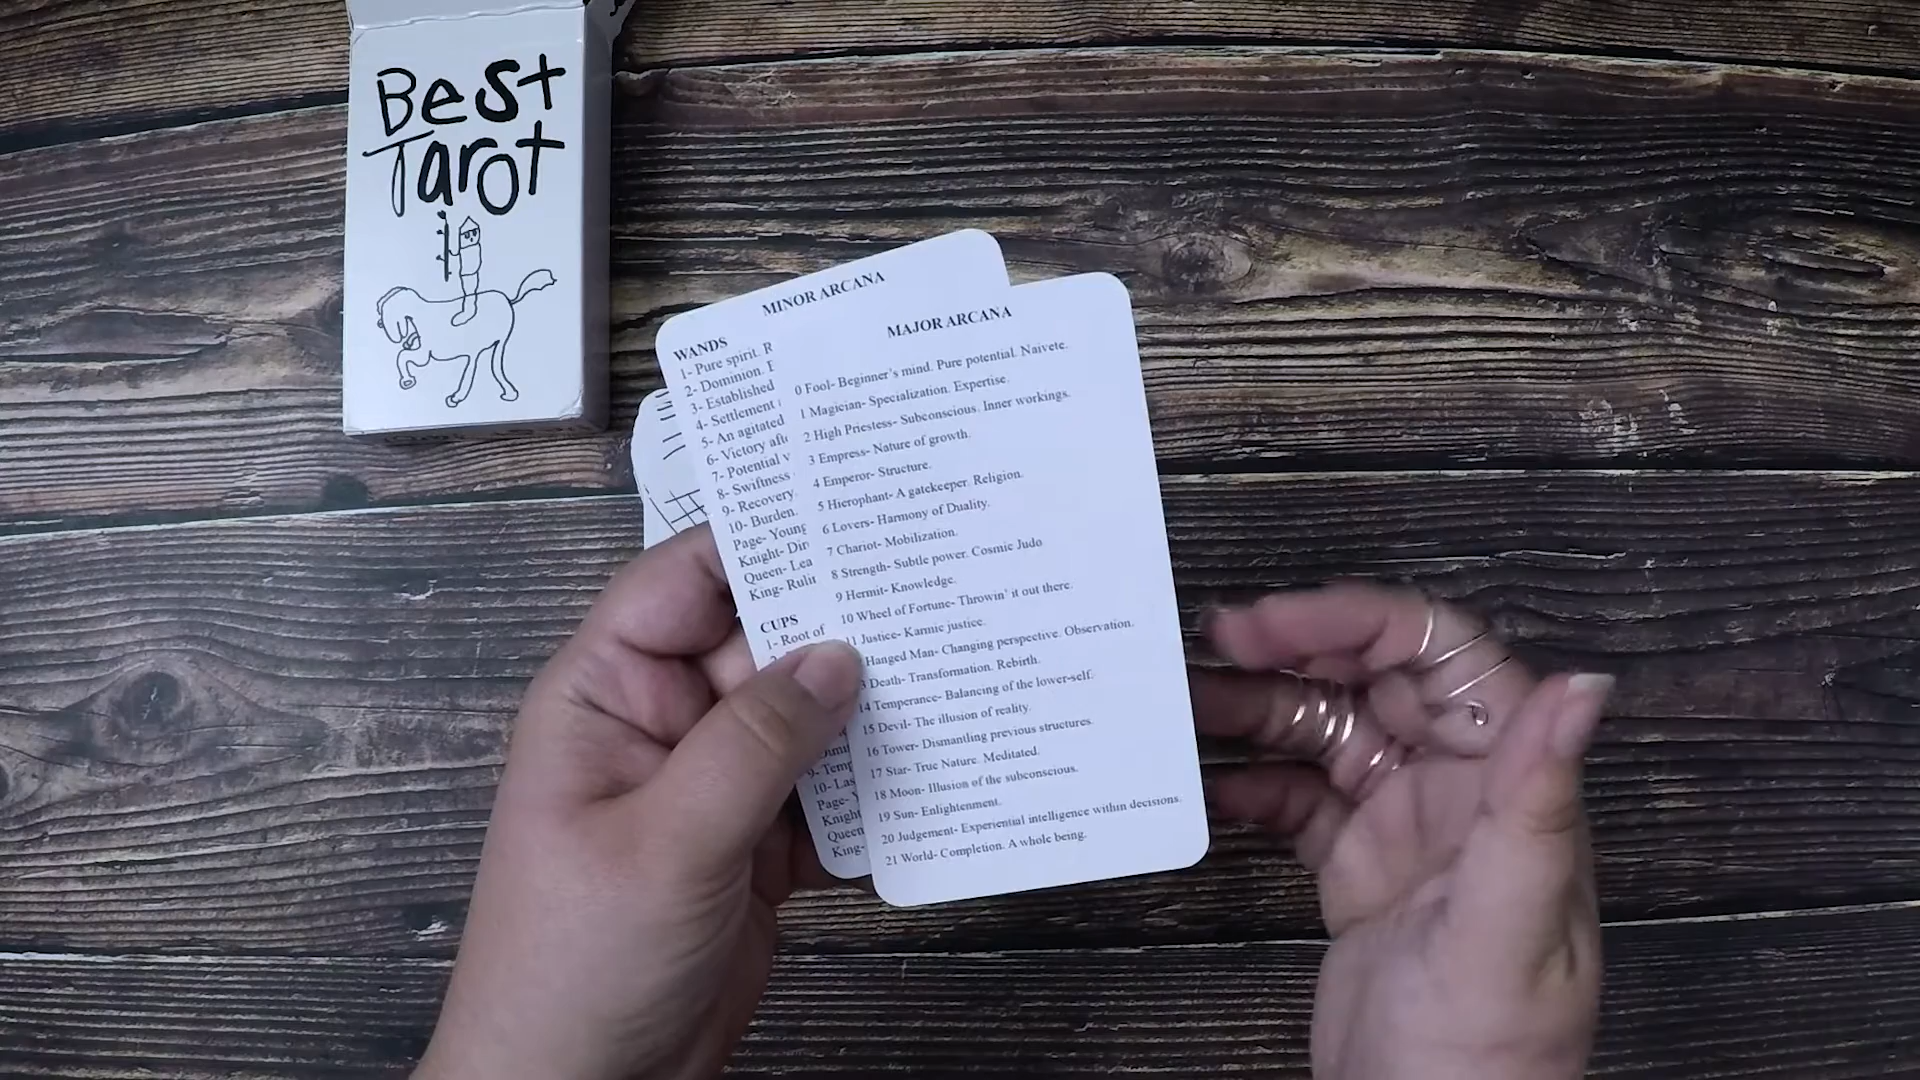 Best
Tarot
MINOR ARCANA
WANDS
1- Pure spirit.
2- Dominion.
3- Established
4- Settlement
5- An agitated
6- Victory
7- Potential
8- Swiftness
9- Recovery.
10- Burden.
Page-
Knight-
Queen-
King-
CUPS
1- Root of
10-
Page-
Knight
Queen
King-
MAJOR ARCANA
0 Fool- Beginner's mind. Pure potential. Naivete.
1 Magician- Specialization. Expertise.
2 High Priestess- Subconscious. Inner workings.
3 Empress- Nature of growth.
4 Emperor- Structure.
5 Hierophant- A gatekeeper. Religion.
6 Lovers- Harmony of Duality.
7 Chariot- Mobilization.
8 Strength- Subtle power. Cosmic Judo
9 Hermit- Knowledge.
10 Wheel of Fortune- Throwin' it out there.
11 Justice- Karmic justice.
Hanged Man- Changing perspective. Observation.
3 Death- Transformation. Rebirth.
14 Temperance- Balancing of the lower-self.
15 Devil- The illusion of reality.
16 Tower- Dismantling previous structures.
17 Star- True Nature. Meditated.
18 Moon- Illusion of the subconscious.
19 Sun- Enlightenment.
20 Judgement- Experiential intelligence within decisions.
21 World- Completion. A whole being.